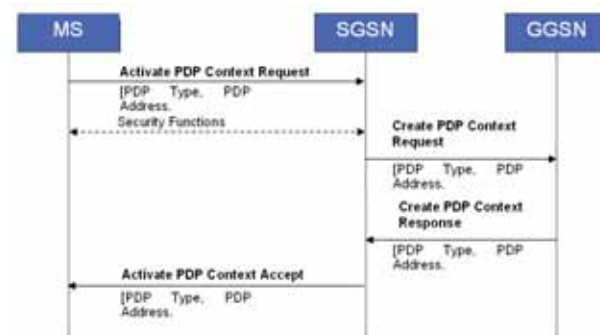 MS
SGSN
GGSN
Activate PDP Context Request
[PDP Type, PDP
Address.
Security Functions
Create PDP Context
Request
[PDP Type, PDP
Address.
Create PDP Context
Response
[PDP Type, PDP
Address.
Activate PDP Context Accept
[PDP Type, PDP
Address.